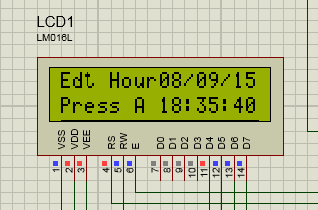 LCD1
LM016L
Edt Hour08/09/15
Press A 18:35:40
VSS VDD VEE RS RW E D0 D1 D2 D3 D4 D5 D6 D7
1 2 3 4 5 6 7 8 9 10 11 12 13 14